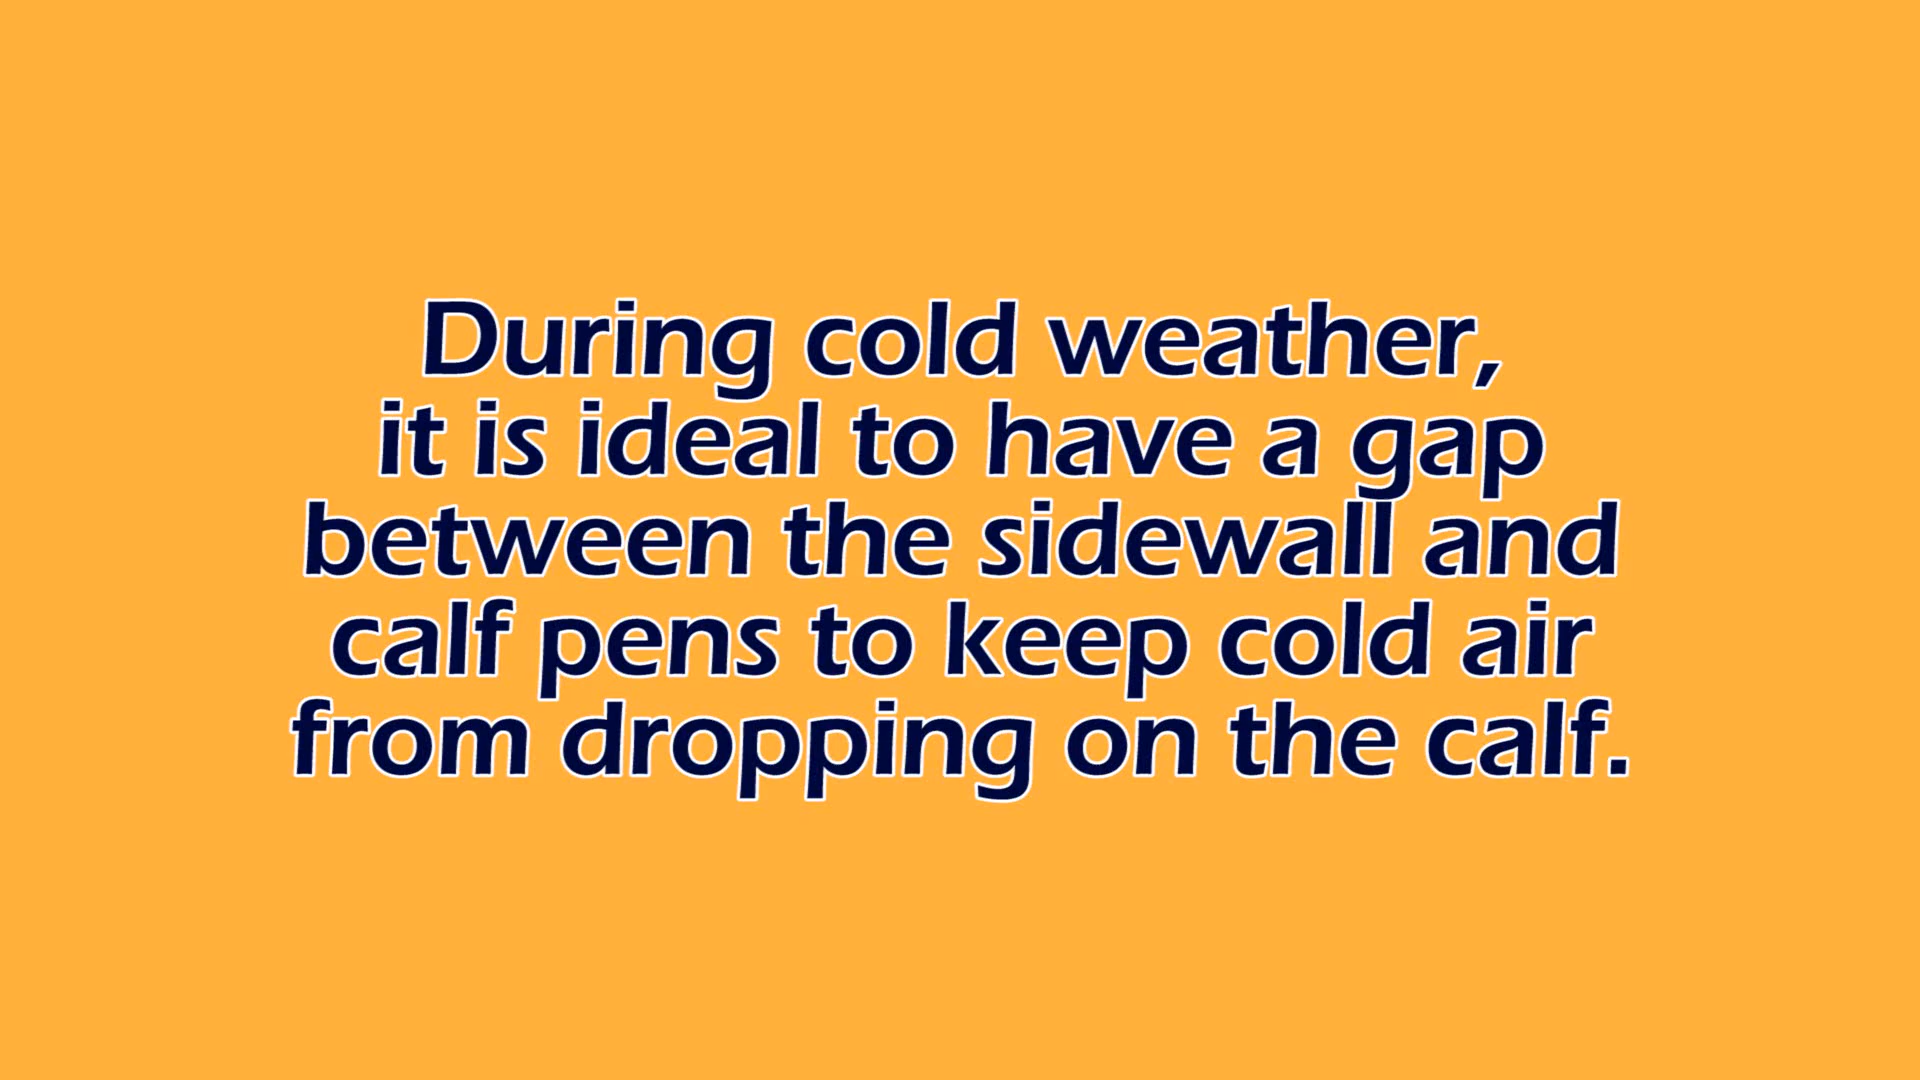 During cold weather,
it is ideal to have a gap
between the sidewall and
calf pens to keep cold air
from dropping on the calf.